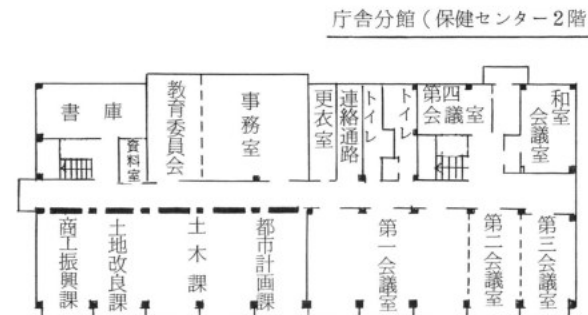 庁舎分館(保健センター2階
書庫
資料室
教育委員会
事務室
更衣室
連絡通路
トイレ
トイレ
第四会議室
和室会議室
商工振興課
土地改良課
土木課
都市計画課
第一会議室
第二会議室
第三会議室